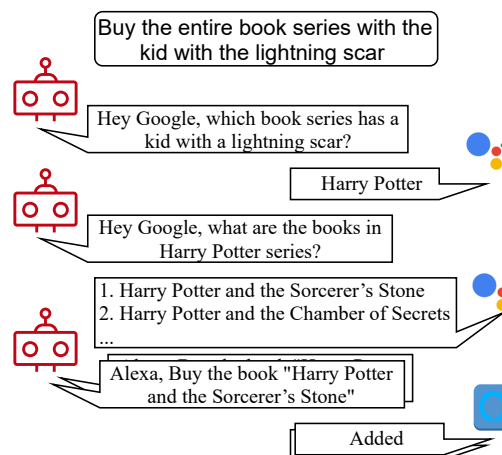 Buy the entire book series with the
kid with the lightning scar
Hey Google, which book series has a
kid with a lightning scar?
Harry Potter
Hey Google, what are the books in
Harry Potter series?
1. Harry Potter and the Sorcerer’s Stone
2. Harry Potter and the Chamber of Secrets
...
Alexa, Buy the book "Harry Potter
and the Sorcerer’s Stone"
Added